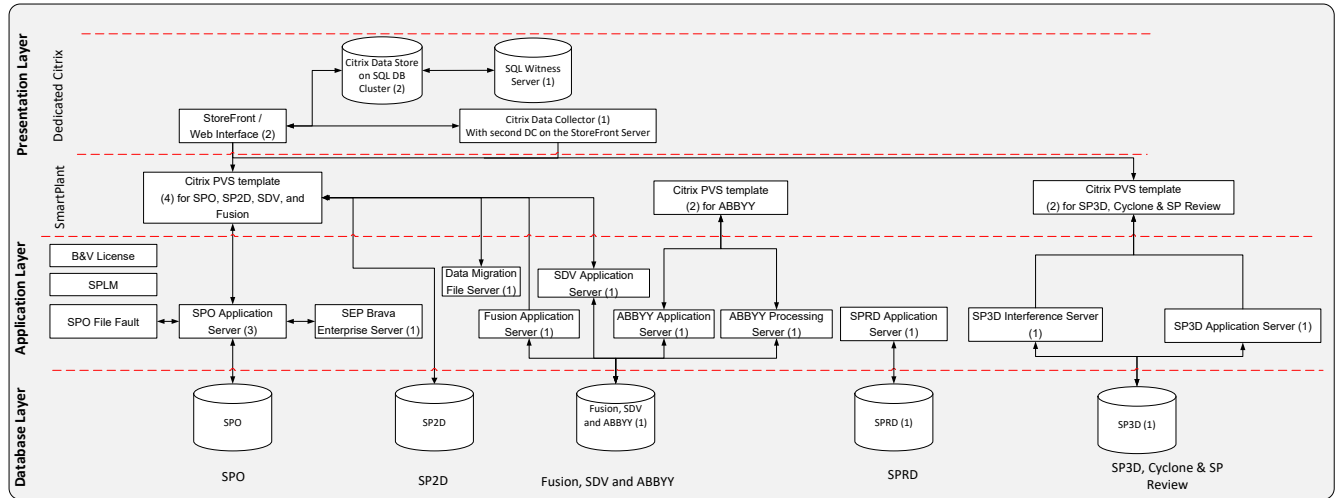 Presentation Layer
Dedicated Citrix
Citrix Data Store
on SQL DB
Cluster (2)
SQL Witness
Server (1)
StoreFront /
Web Interface (2)
Citrix Data Collector (1)
With second DC on the StoreFront Server
SmartPlant
Citrix PVS template
(4) for SPO, SP2D, SDV, and
Fusion
Citrix PVS template
(2) for ABBYY
Citrix PVS template
(2) for SP3D, Cyclone & SP Review
Application Layer
B&V License
SPLM
SPO File Fault
SPO Application
Server (3)
SEP Brava
Enterprise Server (1)
Data Migration
File Server (1)
SDV Application
Server (1)
Fusion Application
Server (1)
ABBYY Application
Server (1)
ABBYY Processing
Server (1)
SPRD Application
Server (1)
SP3D Interference Server
(1)
SP3D Application Server (1)
Database Layer
SPO
SP2D
Fusion, SDV
and ABBYY (1)
SPRD (1)
SP3D (1)
SPO
SP2D
Fusion, SDV and ABBYY
SPRD
SP3D, Cyclone & SP
Review